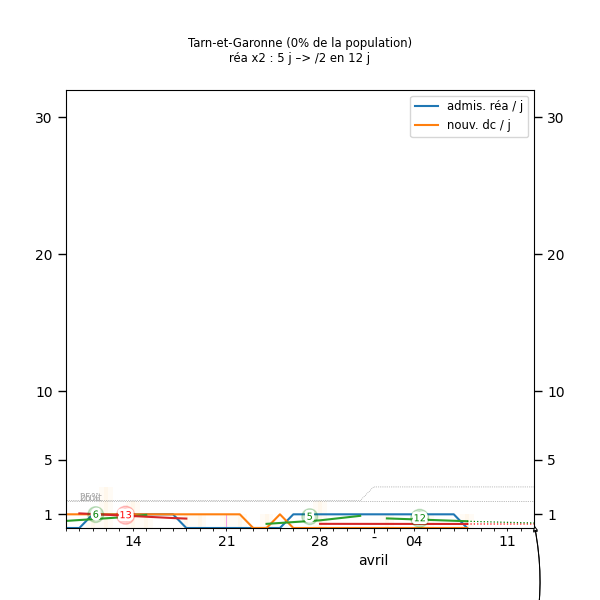 Tarn-et-Garonne (0% de la population)
réa x2 : 5 j –> /2 en 12 j
admis. réa / j
nouv. dc / j
30 30
20 20
10 10
5 5
1 1
6 13 5 12
14 21 28 - 04 11
avril